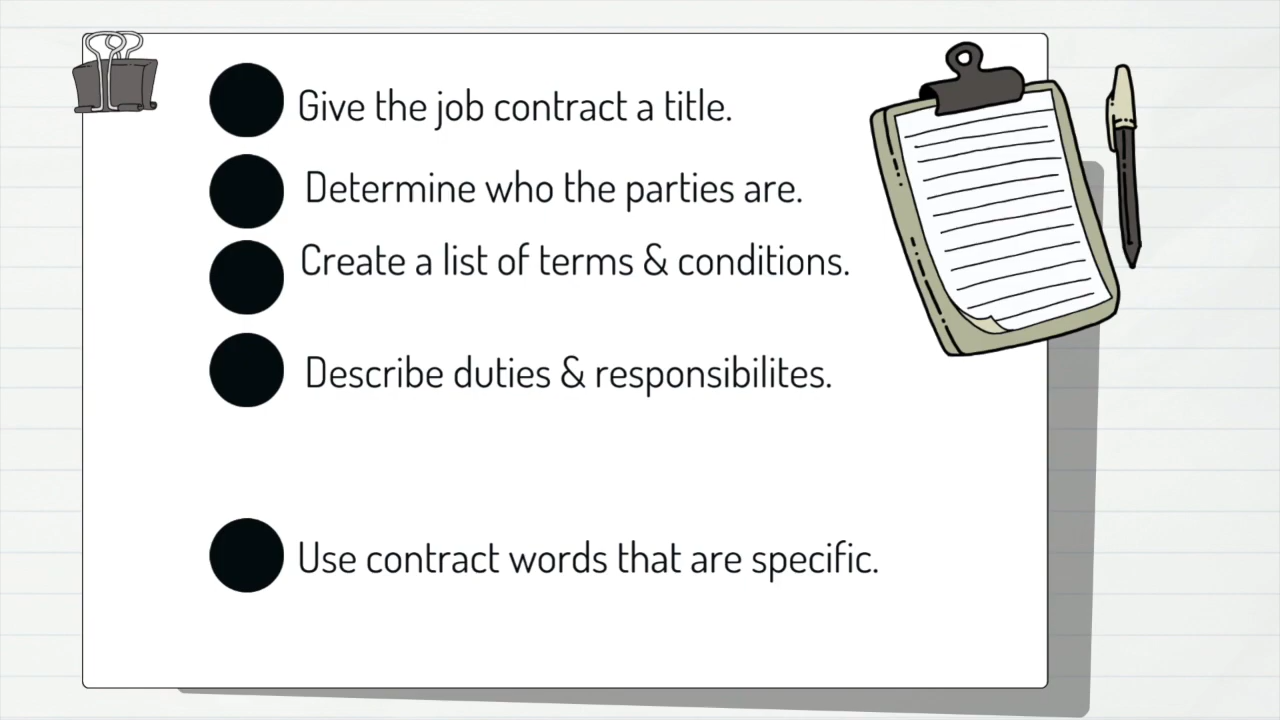 Give the job contract a title.
Determine who the parties are.
Create a list of terms & conditions.
Describe duties & responsibilites.
Use contract words that are specific.